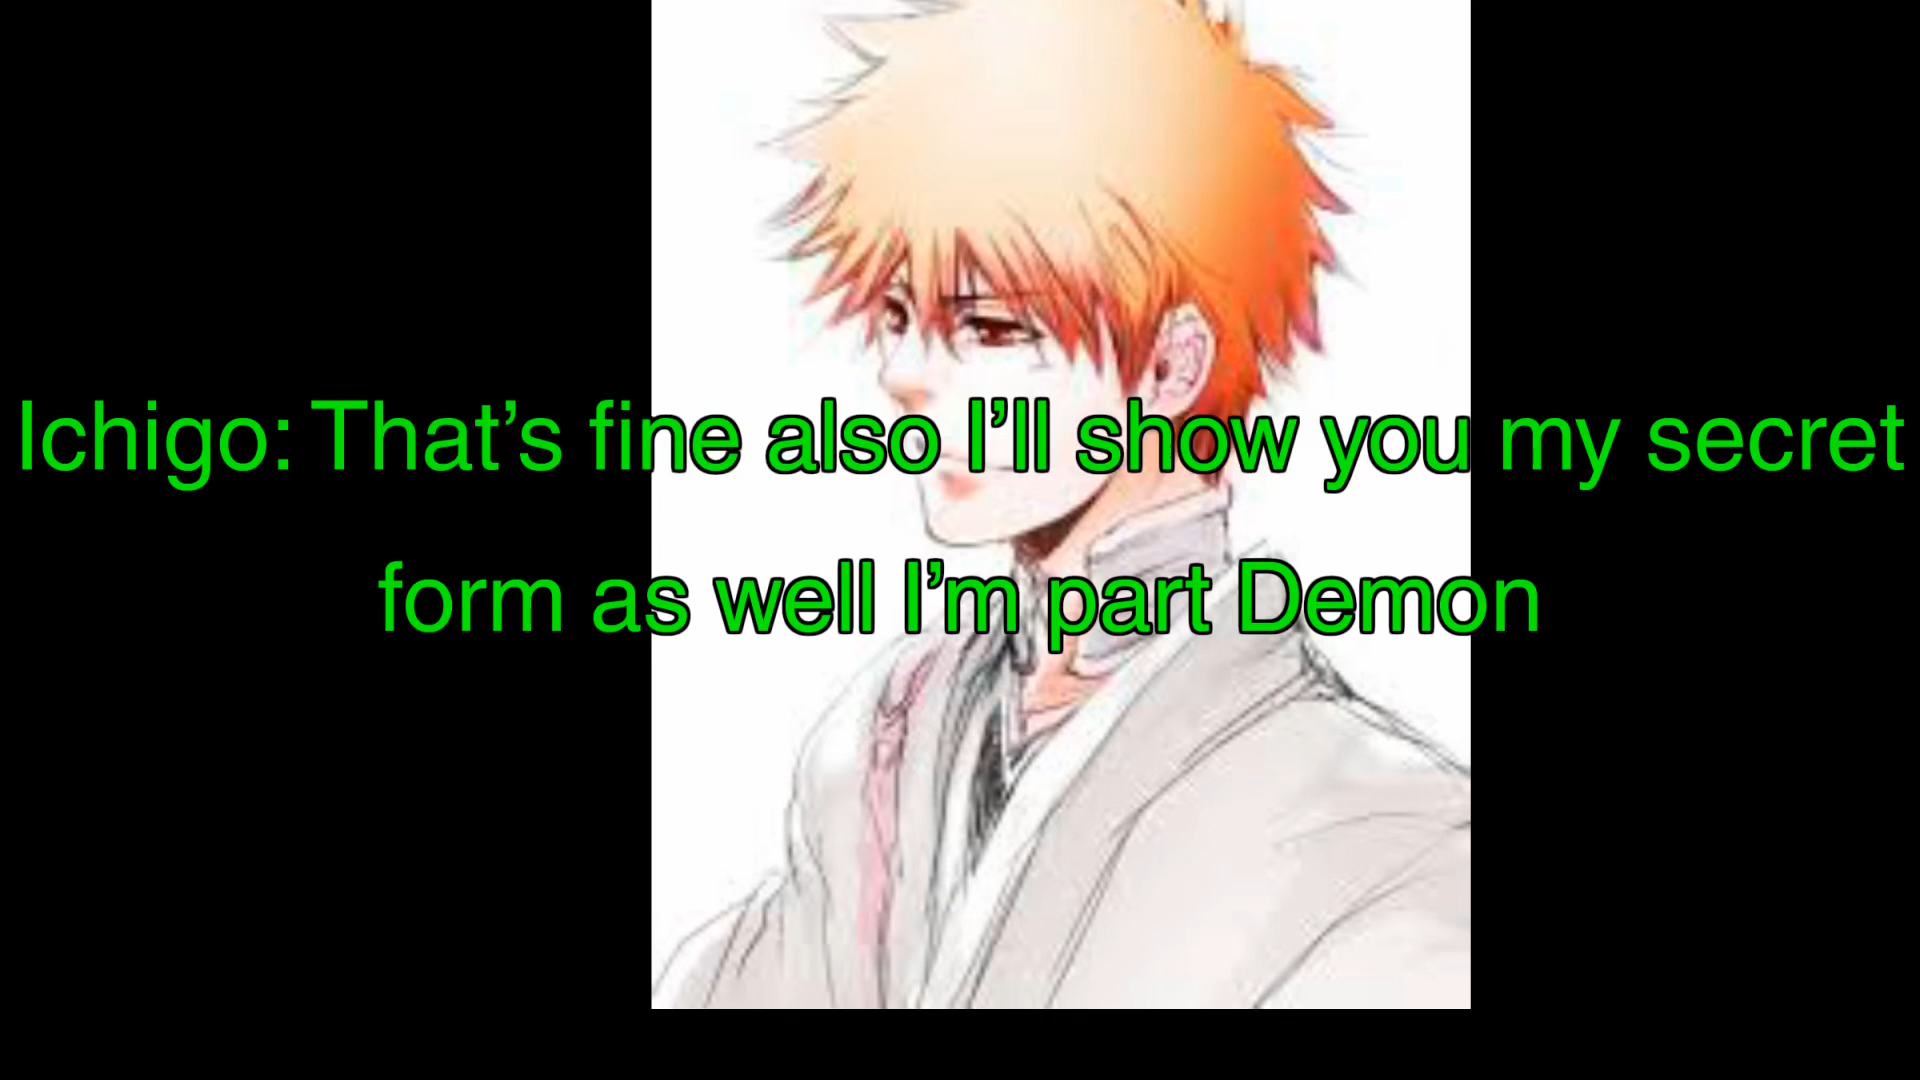 Ichigo: That’s fine also I’ll show you my secret
form as well I’m part Demon